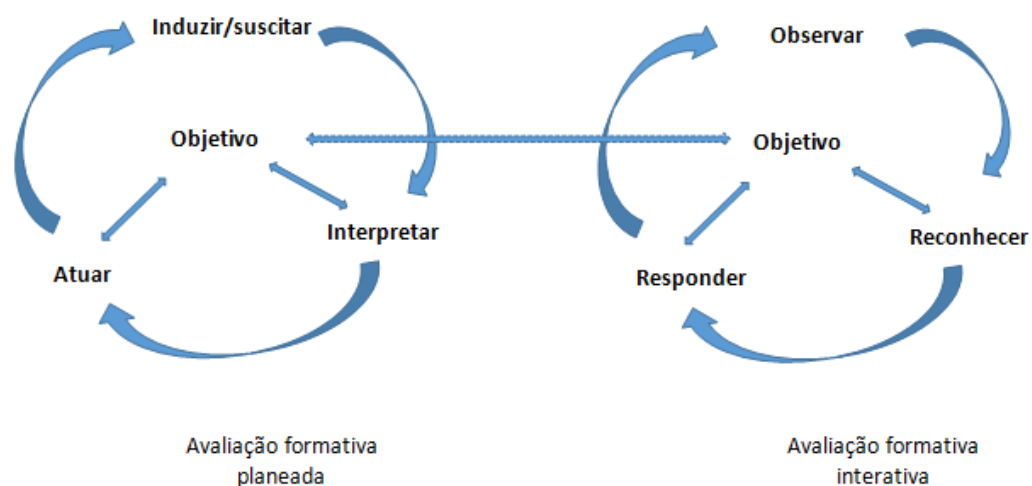 Induzir/suscitar
Objetivo
Interpretar
Atuar
Avaliação formativa
planeada
Observar
Objetivo
Reconhecer
Responder
Avaliação formativa
interativa